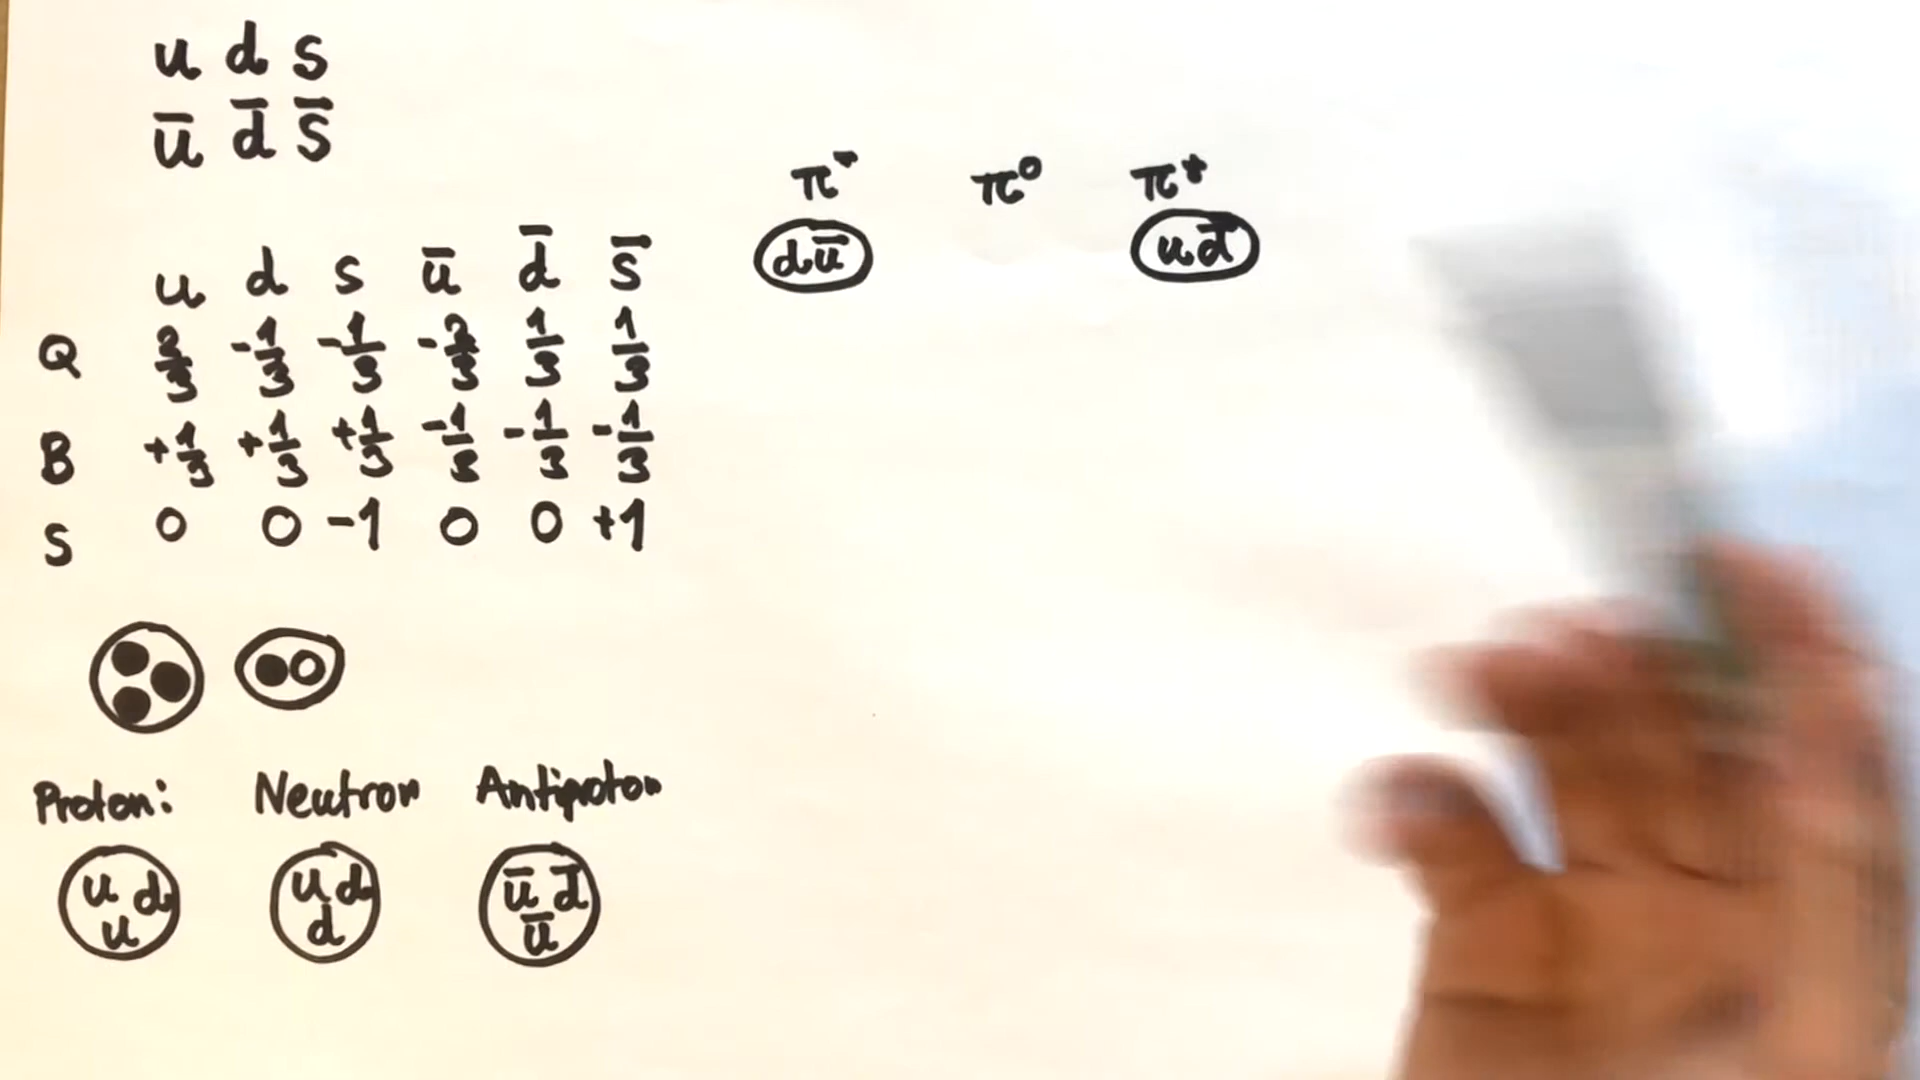 u d s
ū d̄ s̄
u d s ū d̄ s̄
Q 2/3 -1/3 -1/3 -2/3 1/3 1/3
B +1/3 +1/3 +1/3 -1/3 -1/3 -1/3
S 0 0 -1 0 0 +1
Proton: Neutron Antiproton
u d u
u d d
ū d̄ ū
π⁻ π⁰ π⁺
dū ud̄